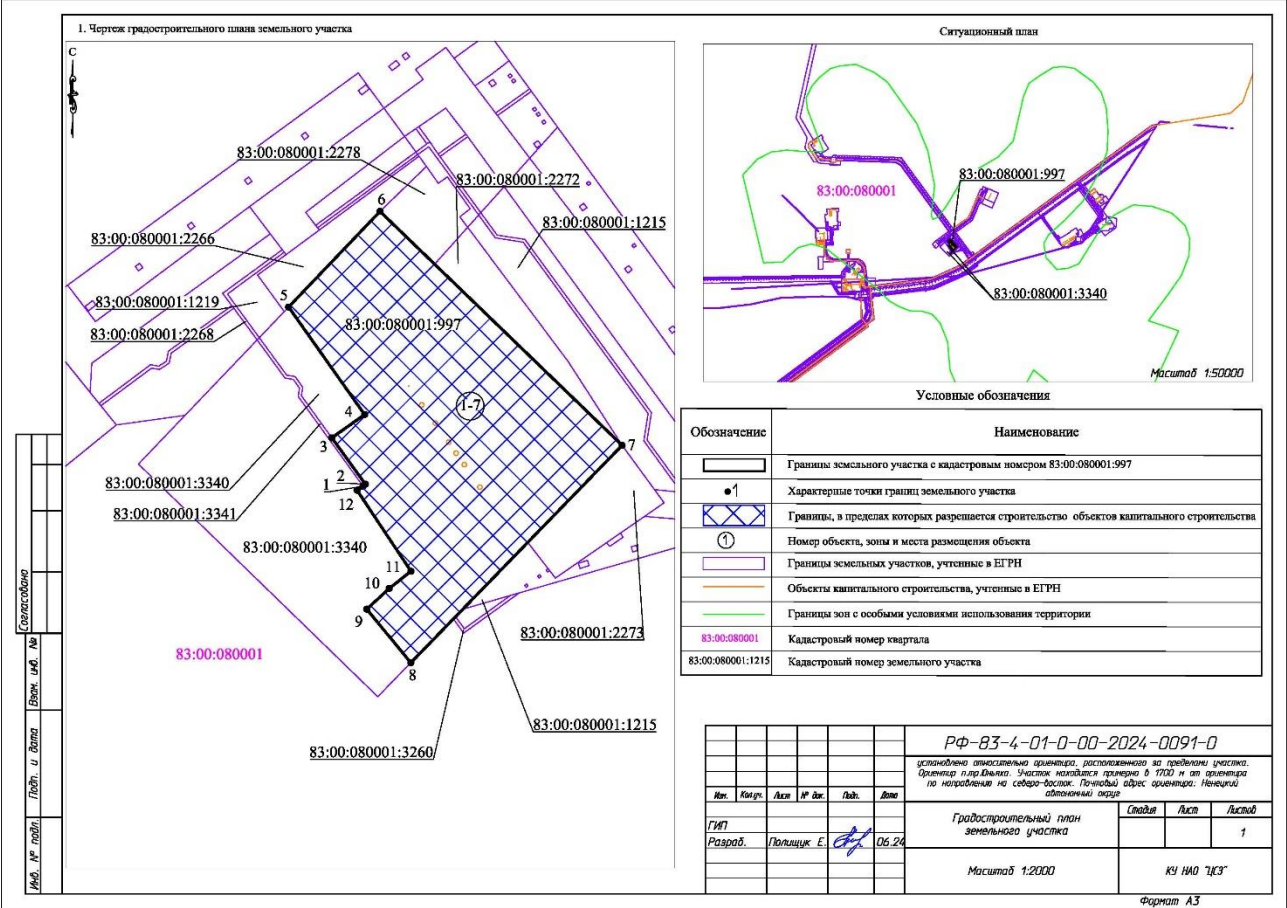 1. Чертеж градостроительного плана земельного участка
С
83:00:080001:2278
83:00:080001:2272
6
83:00:080001:1215
83:00:080001:2266
83:00:080001:1219
5
83:00:080001:997
83:00:080001:2268
1-7
4
3
7
2
83:00:080001:3340
1
12
83:00:080001:3341
83:00:080001:3340
11
10
9
83:00:080001:2273
83:00:080001
8
83:00:080001:1215
83:00:080001:3260
Ситуационный план
83:00:080001:997
83:00:080001
83:00:080001:3340
Масштаб 1:50000
Условные обозначения
Обозначение Наименование
Границы земельного участка с кадастровым номером 83:00:080001:997
1 Характерные точки границ земельного участка
Границы, в пределах которых разрешается строительство объектов капитального строительства
1 Номер объекта, зоны и места размещения объекта
Границы земельных участков, учтенные в ЕГРН
Объекты капитального строительства, учтенные в ЕГРН
Границы зон с особыми условиями использования территории
83:00:080001 Кадастровый номер квартала
83:00:080001:1215 Кадастровый номер земельного участка
Согласовано
Взам. инв. №
Подп. и дата
Инв. № подл.
РФ-83-4-01-0-00-2024-0091-0
установлено относительно ориентира, расположенного за пределами участка.
Ориентир п.пр.Юньяха. Участок находится примерно в 1700 м от ориентира
по направлению на северо-восток. Почтовый адрес ориентира: Ненецкий
автономный округ
Изм. Кол.уч. Лист № док. Подп. Дата
Градостроительный план
земельного участка
Стадия Лист Листов
1
ГИП
Разраб. Полищук Е. 06.24
Масштаб 1:2000
КУ НАО "ЦСЭ"
Формат А3